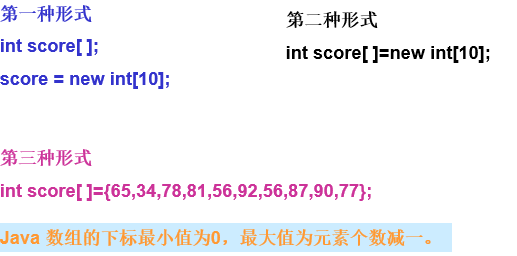 第一种形式
int score[ ];
score = new int[10];
第二种形式
int score[ ]=new int[10];
第三种形式
int score[ ]={65,34,78,81,56,92,56,87,90,77};
Java 数组的下标最小值为0，最大值为元素个数减一。